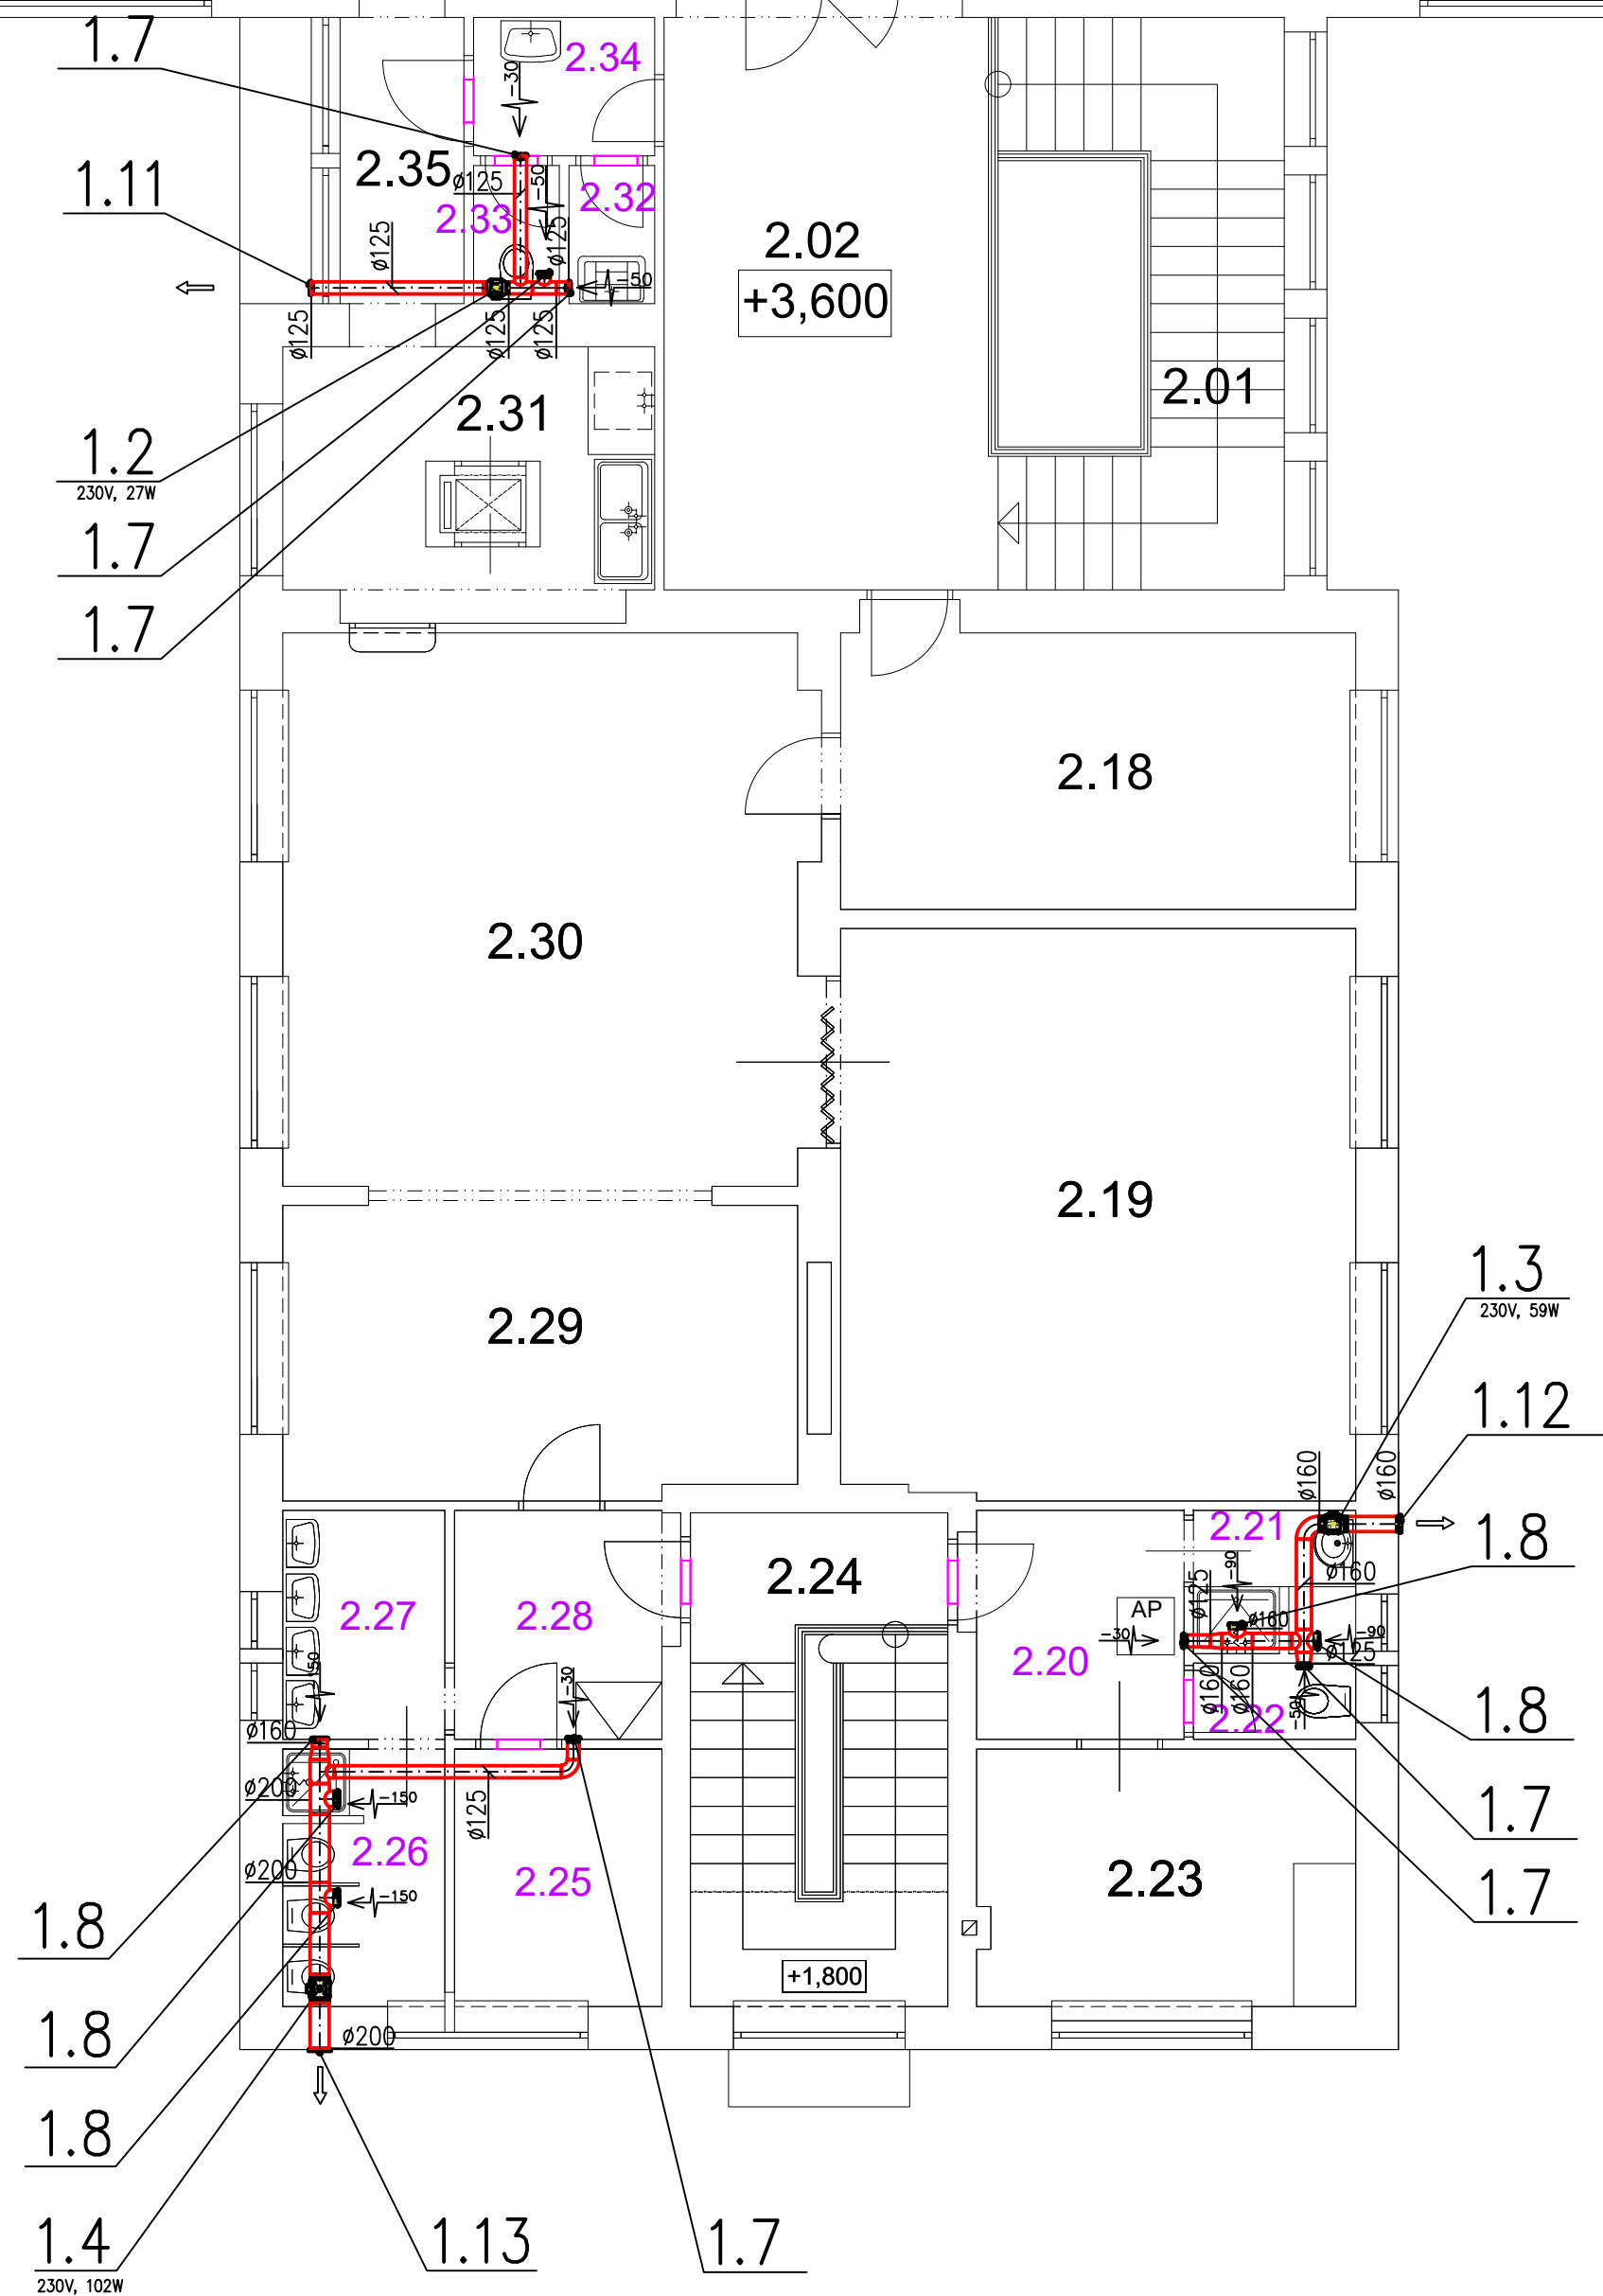 1.7
2.34
-30
1.11
2.35
ø125
-50
2.32
2.33
ø125
ø125
2.02
+3,600
-50
ø125
ø125
ø125
2.01
2.31
1.2
230V, 27W
1.7
1.7
2.18
2.30
2.19
1.3
230V, 59W
2.29
1.12
ø160
ø160
2.21
1.8
2.24
-90
ø160
ø125
AP
2.27
2.28
ø160
-30
-90
ø125
2.20
-50
-30
ø160
ø160
2.22
-50
1.8
ø160
ø200
-150
ø125
1.7
2.26
ø200
2.25
2.23
-150
1.7
1.8
+1,800
1.8
ø200
1.8
1.4
230V, 102W
1.13
1.7